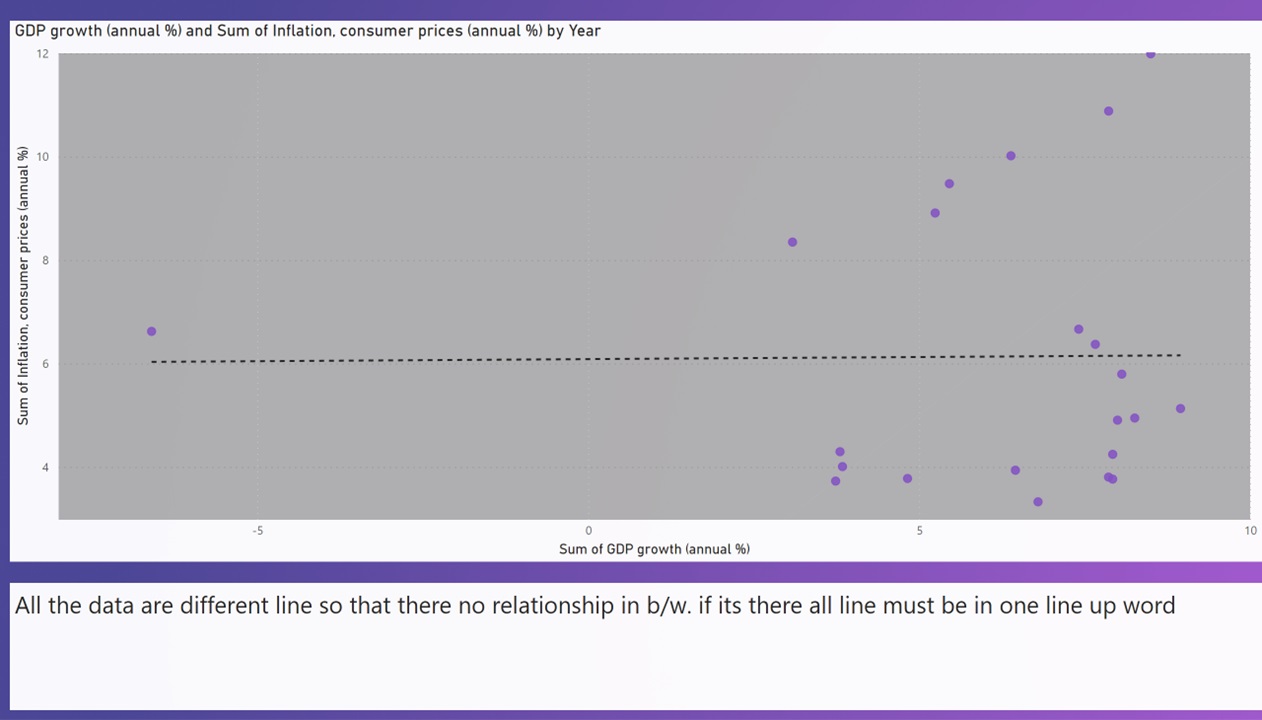 GDP growth (annual %) and Sum of Inflation, consumer prices (annual %) by Year
12
10
8
6
4
Sum of Inflation, consumer prices (annual %)
-5
0
5
10
Sum of GDP growth (annual %)
All the data are different line so that there no relationship in b/w. if its there all line must be in one line up word